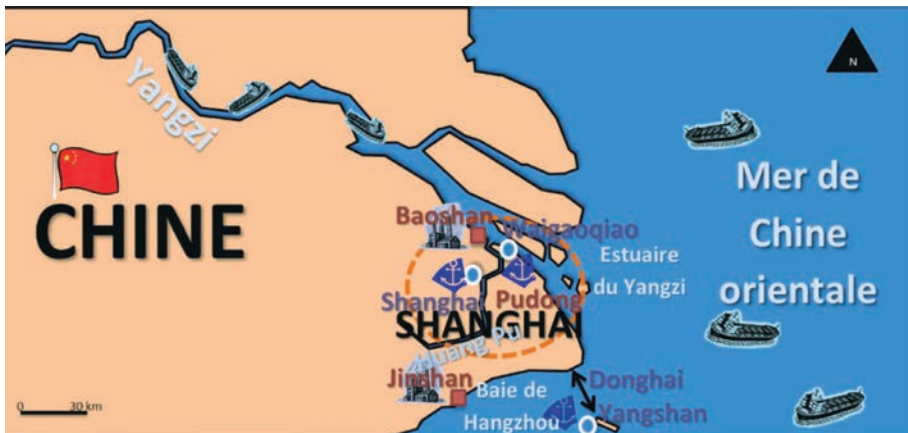 N
Yangzi
CHINE
Mer de
Chine
orientale
Baoshan
Waigaoqiao
Estuaire
du Yangzi
Shanghai
Pudong
SHANGHAI
Huang Pu
Jinshan
Baie de
Hangzhou
Donghai
Yangshan
0 30 km